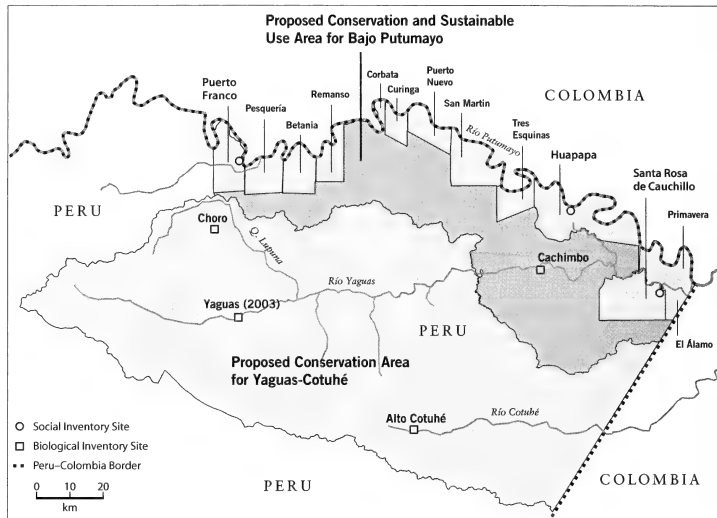 Proposed Conservation and Sustainable
Use Area for Bajo Putumayo
Puerto
Franco
Pesquería
Betania
Remanso
Corbata
Curinga
Puerto
Nuevo
San Martin
COLOMBIA
Río Putumayo
Tres
Esquinas
Huapapa
Santa Rosa
de Cauchillo
Primavera
PERU
Choro
Q. Lupuna
Cachimbo
Río Yaguas
Yaguas (2003)
PERU
El Álamo
Proposed Conservation Area
for Yaguas-Cotuhé
Alto Cotuhé
Río Cotuhé
Social Inventory Site
Biological Inventory Site
Peru–Colombia Border
0 10 20
km
PERU
COLOMBIA